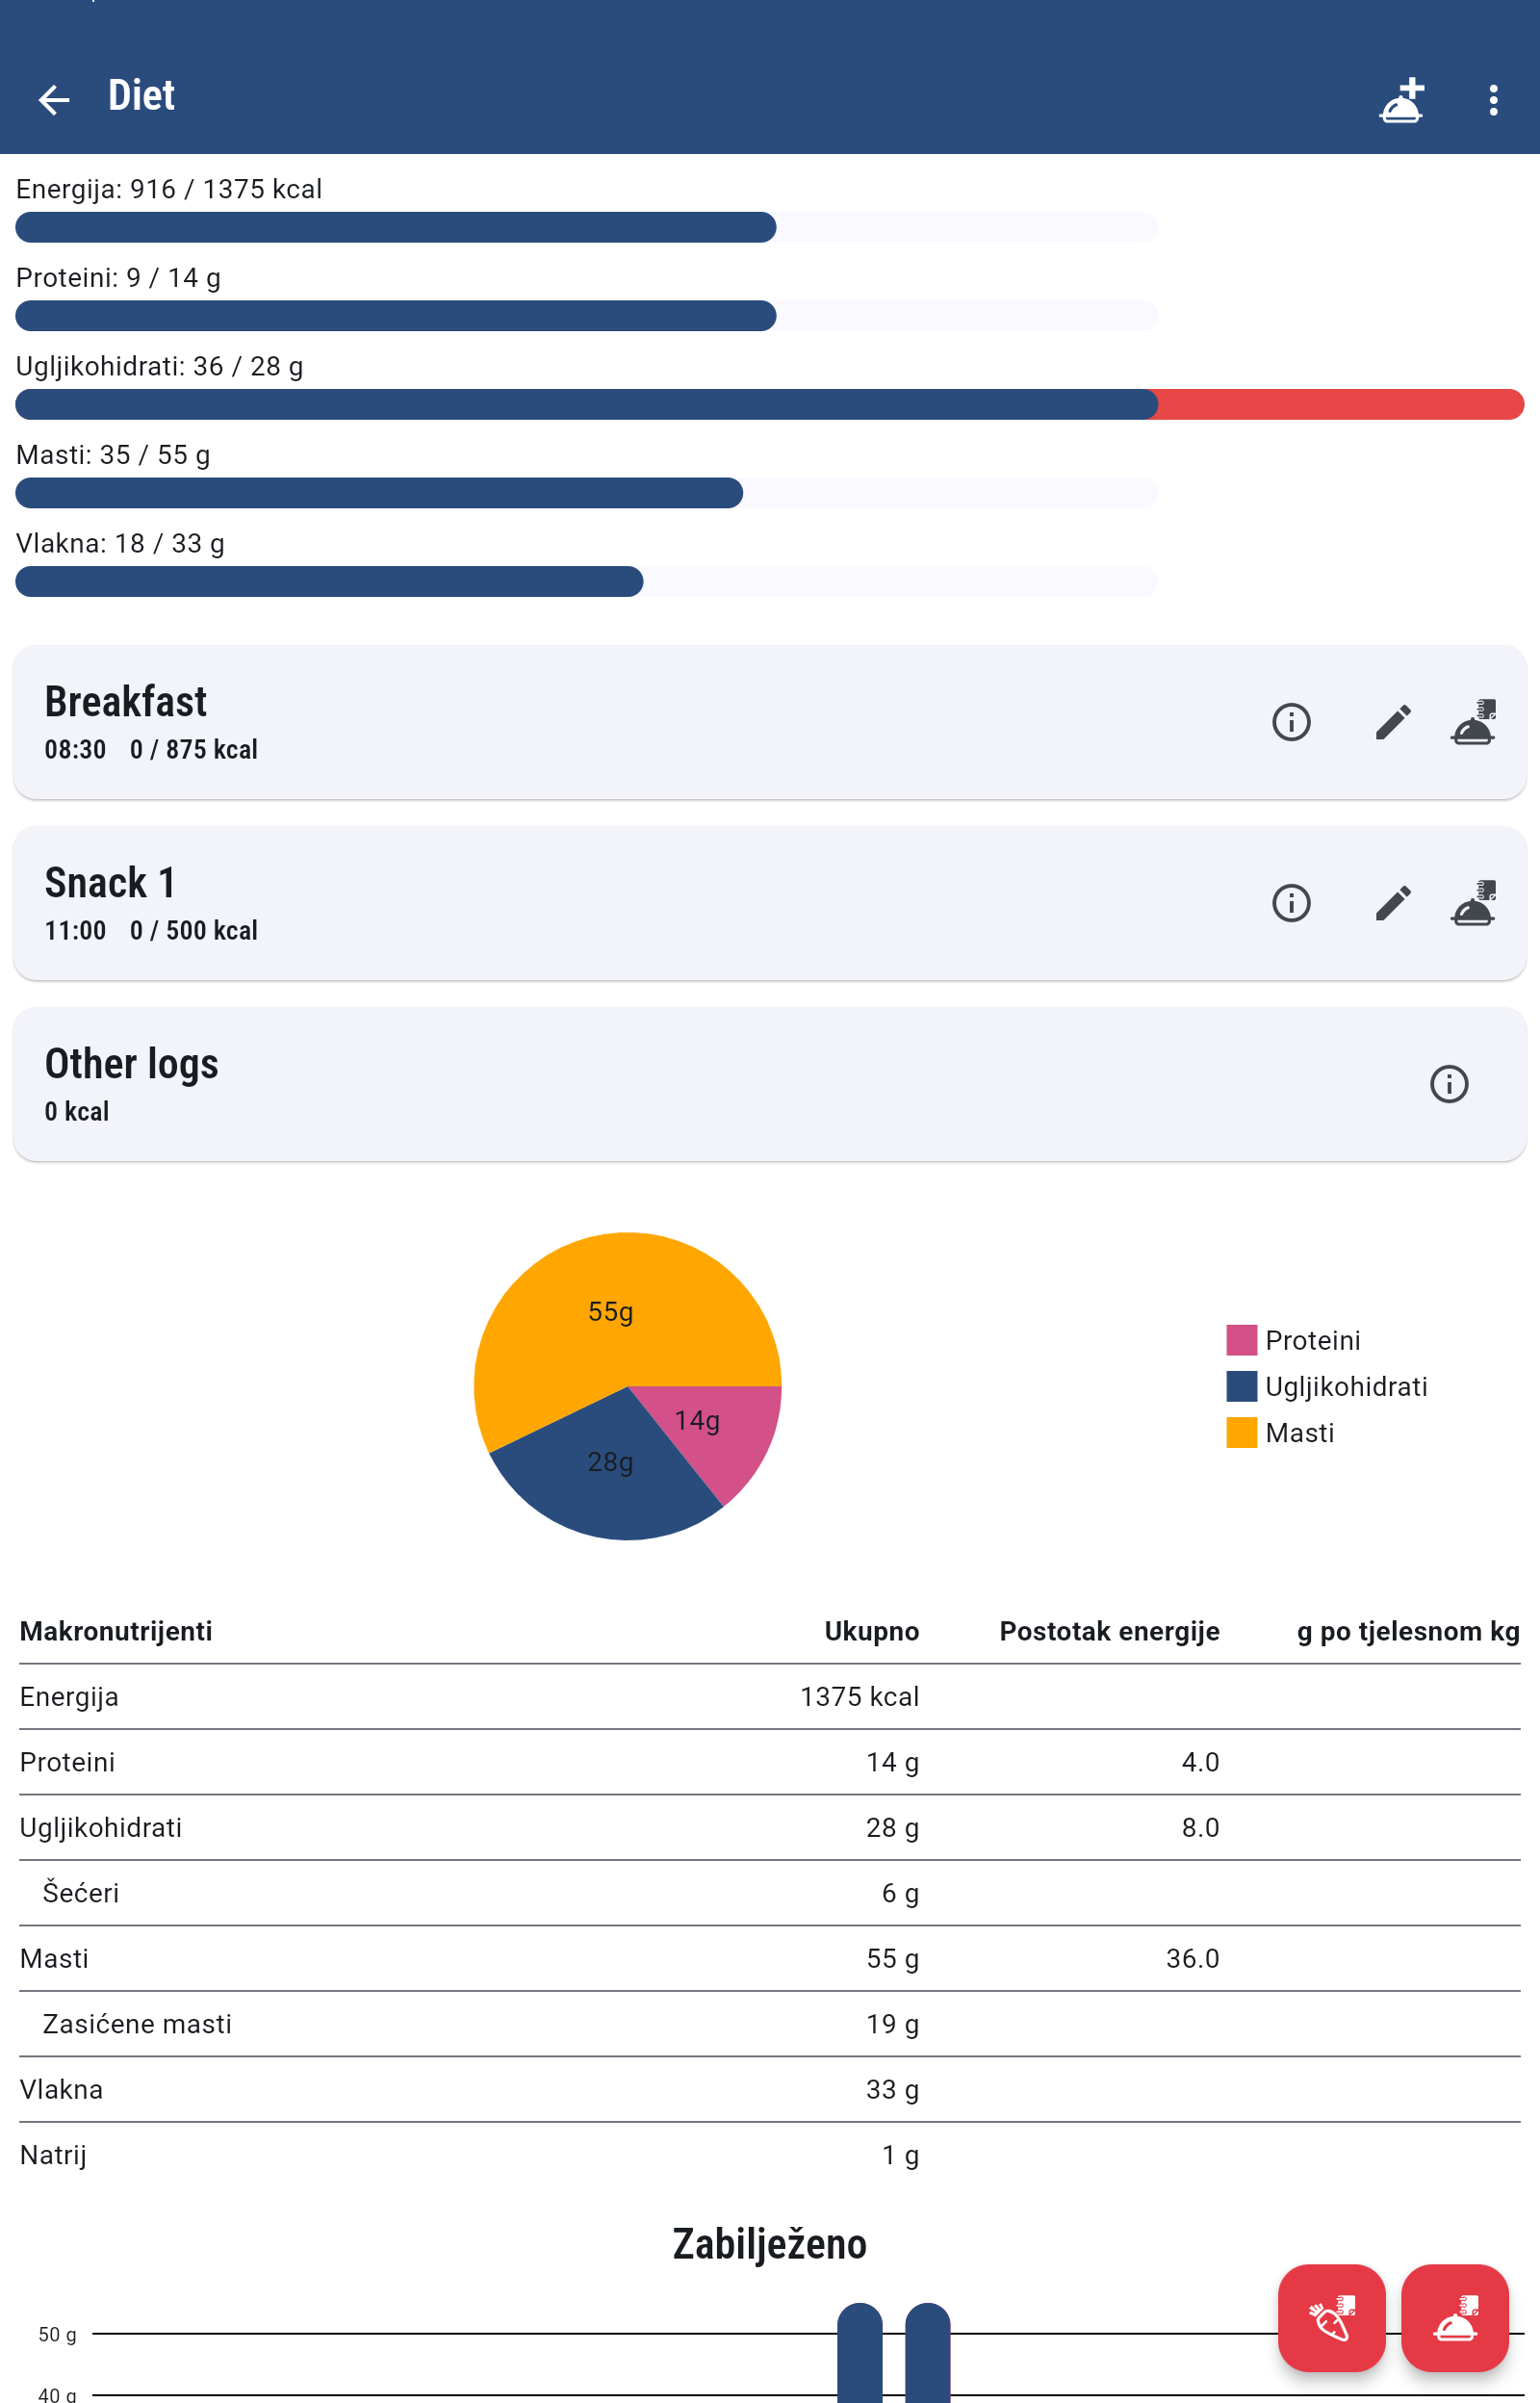 Diet
Energija: 916 / 1375 kcal
Proteini: 9 / 14 g
Ugljikohidrati: 36 / 28 g
Masti: 35 / 55 g
Vlakna: 18 / 33 g
Breakfast
08:30 0 / 875 kcal
Snack 1
11:00 0 / 500 kcal
Other logs
0 kcal
55g
14g
28g
Proteini
Ugljikohidrati
Masti
Makronutrijenti Ukupno Postotak energije g po tjelesnom kg
Energija 1375 kcal
Proteini 14 g 4.0
Ugljikohidrati 28 g 8.0
Šećeri 6 g
Masti 55 g 36.0
Zasićene masti 19 g
Vlakna 33 g
Natrij 1 g
Zabilježeno
50 g
40 g